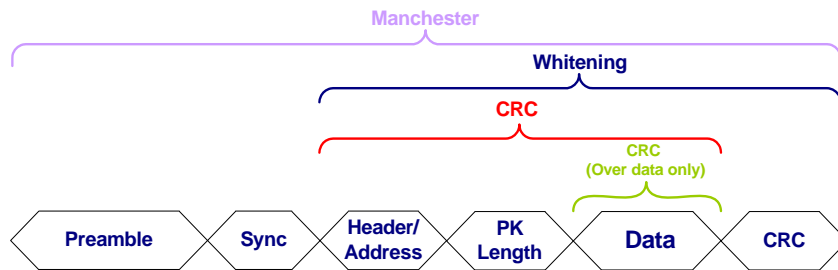 Manchester
Whitening
CRC
CRC
(Over data only)
Preamble
Sync
Header/
Address
PK
Length
Data
CRC